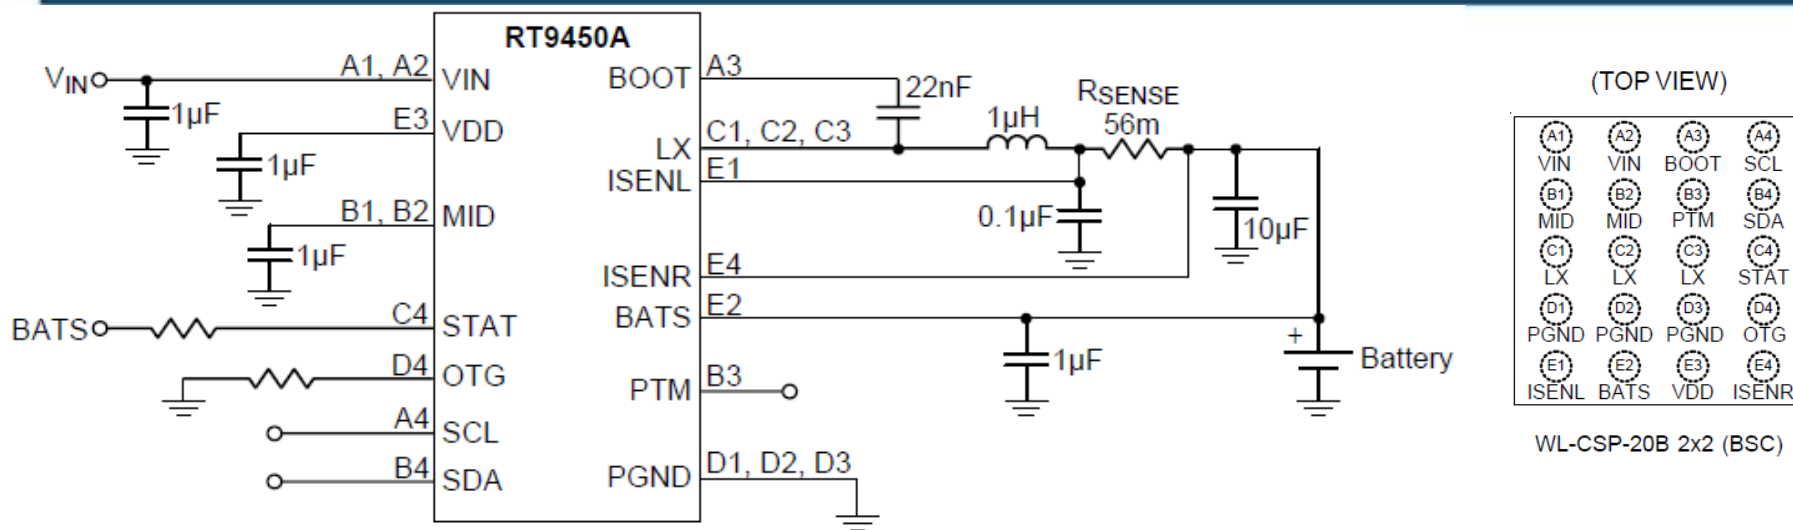 RT9450A
VIN
A1, A2
VIN
1µF
E3
VDD
1µF
B1, B2
MID
1µF
BATS
C4
STAT
D4
OTG
A4
SCL
B4
SDA
BOOT
A3
22nF
LX
C1, C2, C3
1µH
RSENSE
56m
ISENL
E1
0.1µF
10µF
ISENR
E4
BATS
E2
1µF
+
Battery
PTM
B3
PGND
D1, D2, D3
(TOP VIEW)
A1 A2 A3 A4
VIN VIN BOOT SCL
B1 B2 B3 B4
MID MID PTM SDA
C1 C2 C3 C4
LX LX LX STAT
D1 D2 D3 D4
PGND PGND PGND OTG
E1 E2 E3 E4
ISENL BATS VDD ISENR
WL-CSP-20B 2x2 (BSC)